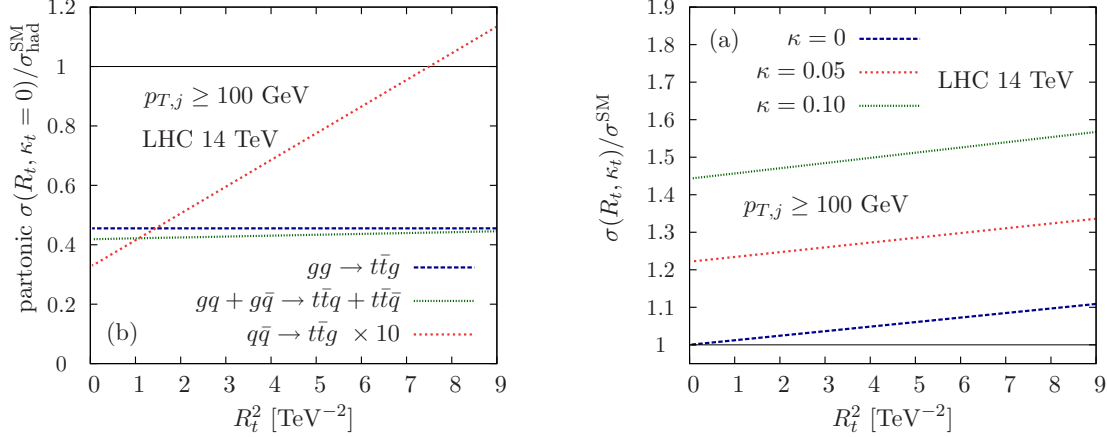 partonic σ(R_t, κ_t = 0)/σ^SM_had
1.2
1
0.8
0.6
0.4
0.2
0
p_{T,j} ≥ 100 GeV
LHC 14 TeV
gg → tt̄g
gq + gq̄ → tt̄q + tt̄q̄
qq̄ → tt̄g × 10
(b)
0 1 2 3 4 5 6 7 8 9
R_t^2 [TeV^−2]
σ(R_t, κ_t)/σ^SM
1.9
1.8
1.7
1.6
1.5
1.4
1.3
1.2
1.1
1
(a)
κ = 0
κ = 0.05
κ = 0.10
LHC 14 TeV
p_{T,j} ≥ 100 GeV
0 1 2 3 4 5 6 7 8 9
R_t^2 [TeV^−2]